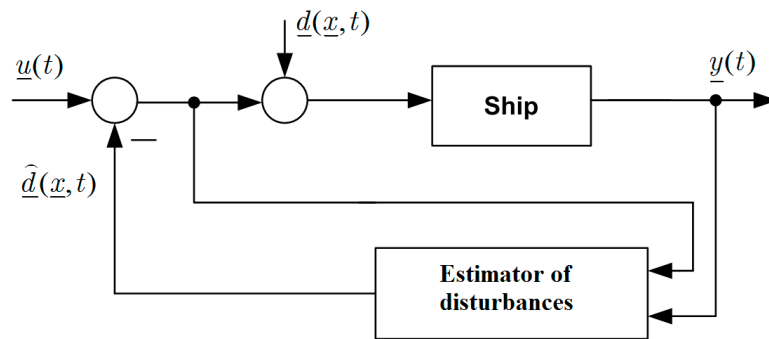 d(x,t)
u(t)
y(t)
Ship
—
d̂(x,t)
Estimator of
disturbances